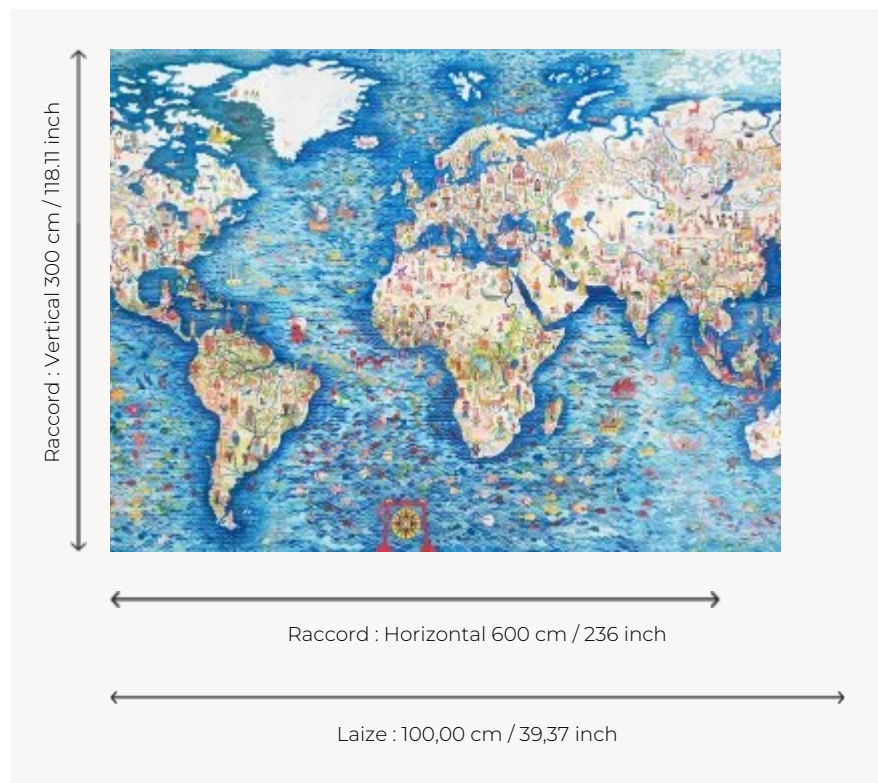 Raccord : Vertical 300 cm / 118.11 inch
Raccord : Horizontal 600 cm / 236 inch
Laize : 100,00 cm / 39,37 inch